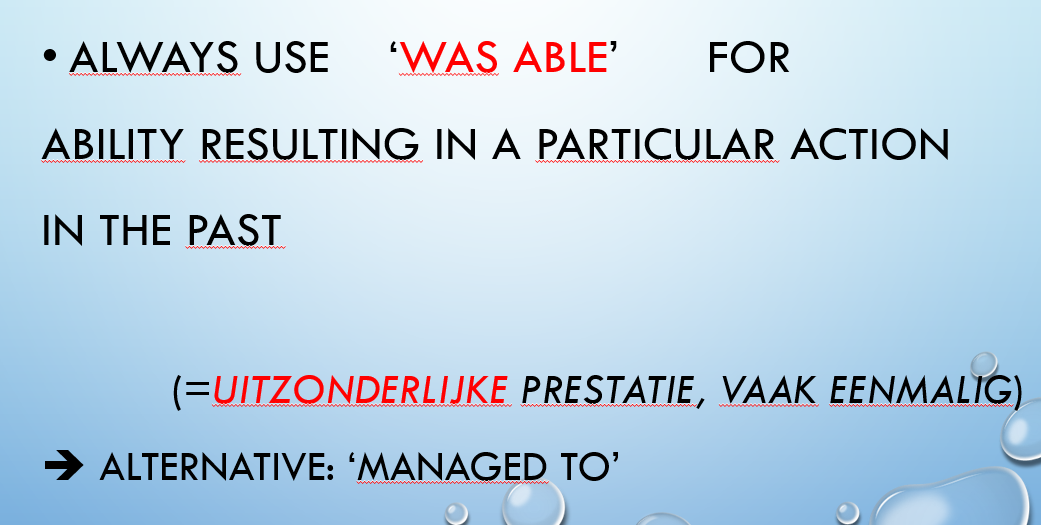 • ALWAYS USE ‘WAS ABLE’ FOR
ABILITY RESULTING IN A PARTICULAR ACTION
IN THE PAST
(=UITZONDERLIJKE PRESTATIE, VAAK EENMALIG)
➔ ALTERNATIVE: ‘MANAGED TO’